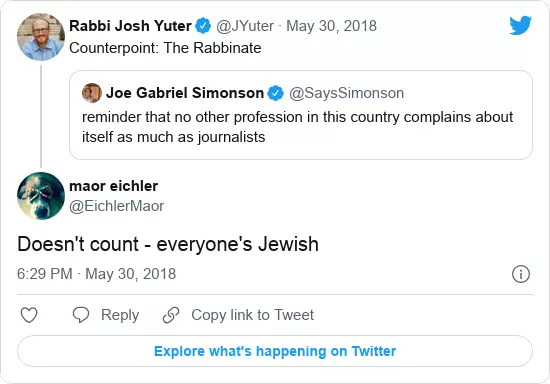 Rabbi Josh Yuter @JYuter · May 30, 2018
Counterpoint: The Rabbinate
Joe Gabriel Simonson @SaysSimonson
reminder that no other profession in this country complains about
itself as much as journalists
maor eichler
@EichlerMaor
Doesn't count - everyone's Jewish
6:29 PM · May 30, 2018
Reply Copy link to Tweet
Explore what's happening on Twitter